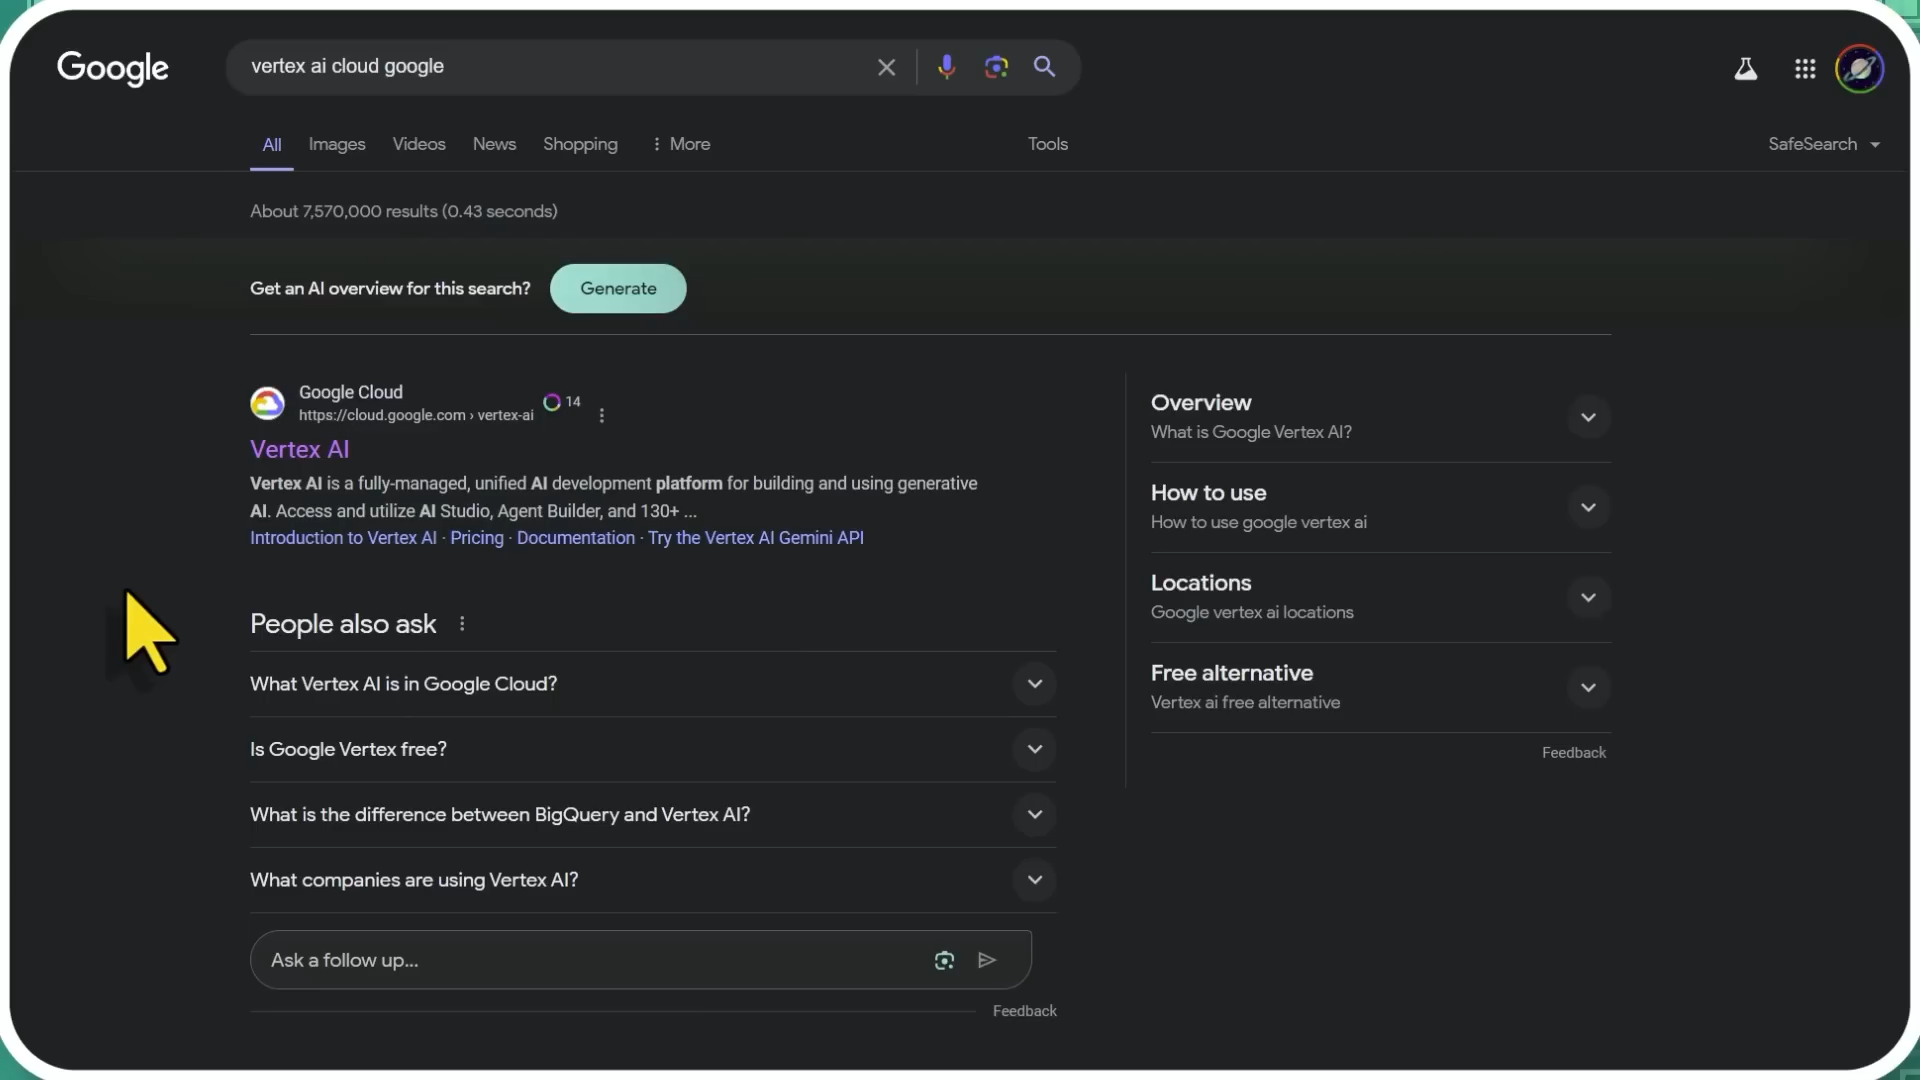 Google
vertex ai cloud google
All Images Videos News Shopping More Tools SafeSearch
About 7,570,000 results (0.43 seconds)
Get an AI overview for this search? Generate
Google Cloud
https://cloud.google.com › vertex-ai
14
Vertex AI
Vertex AI is a fully-managed, unified AI development platform for building and using generative
AI. Access and utilize AI Studio, Agent Builder, and 130+ ...
Introduction to Vertex AI · Pricing · Documentation · Try the Vertex AI Gemini API
People also ask
What Vertex AI is in Google Cloud?
Is Google Vertex free?
What is the difference between BigQuery and Vertex AI?
What companies are using Vertex AI?
Ask a follow up...
Feedback
Overview
What is Google Vertex AI?
How to use
How to use google vertex ai
Locations
Google vertex ai locations
Free alternative
Vertex ai free alternative
Feedback